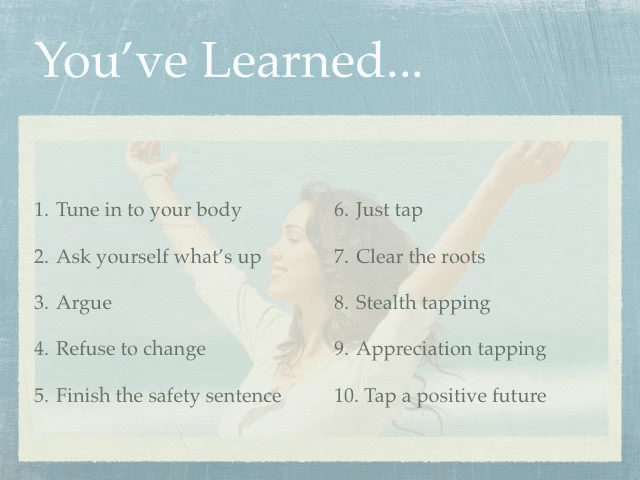 You’ve Learned...
1. Tune in to your body
2. Ask yourself what’s up
3. Argue
4. Refuse to change
5. Finish the safety sentence
6. Just tap
7. Clear the roots
8. Stealth tapping
9. Appreciation tapping
10. Tap a positive future